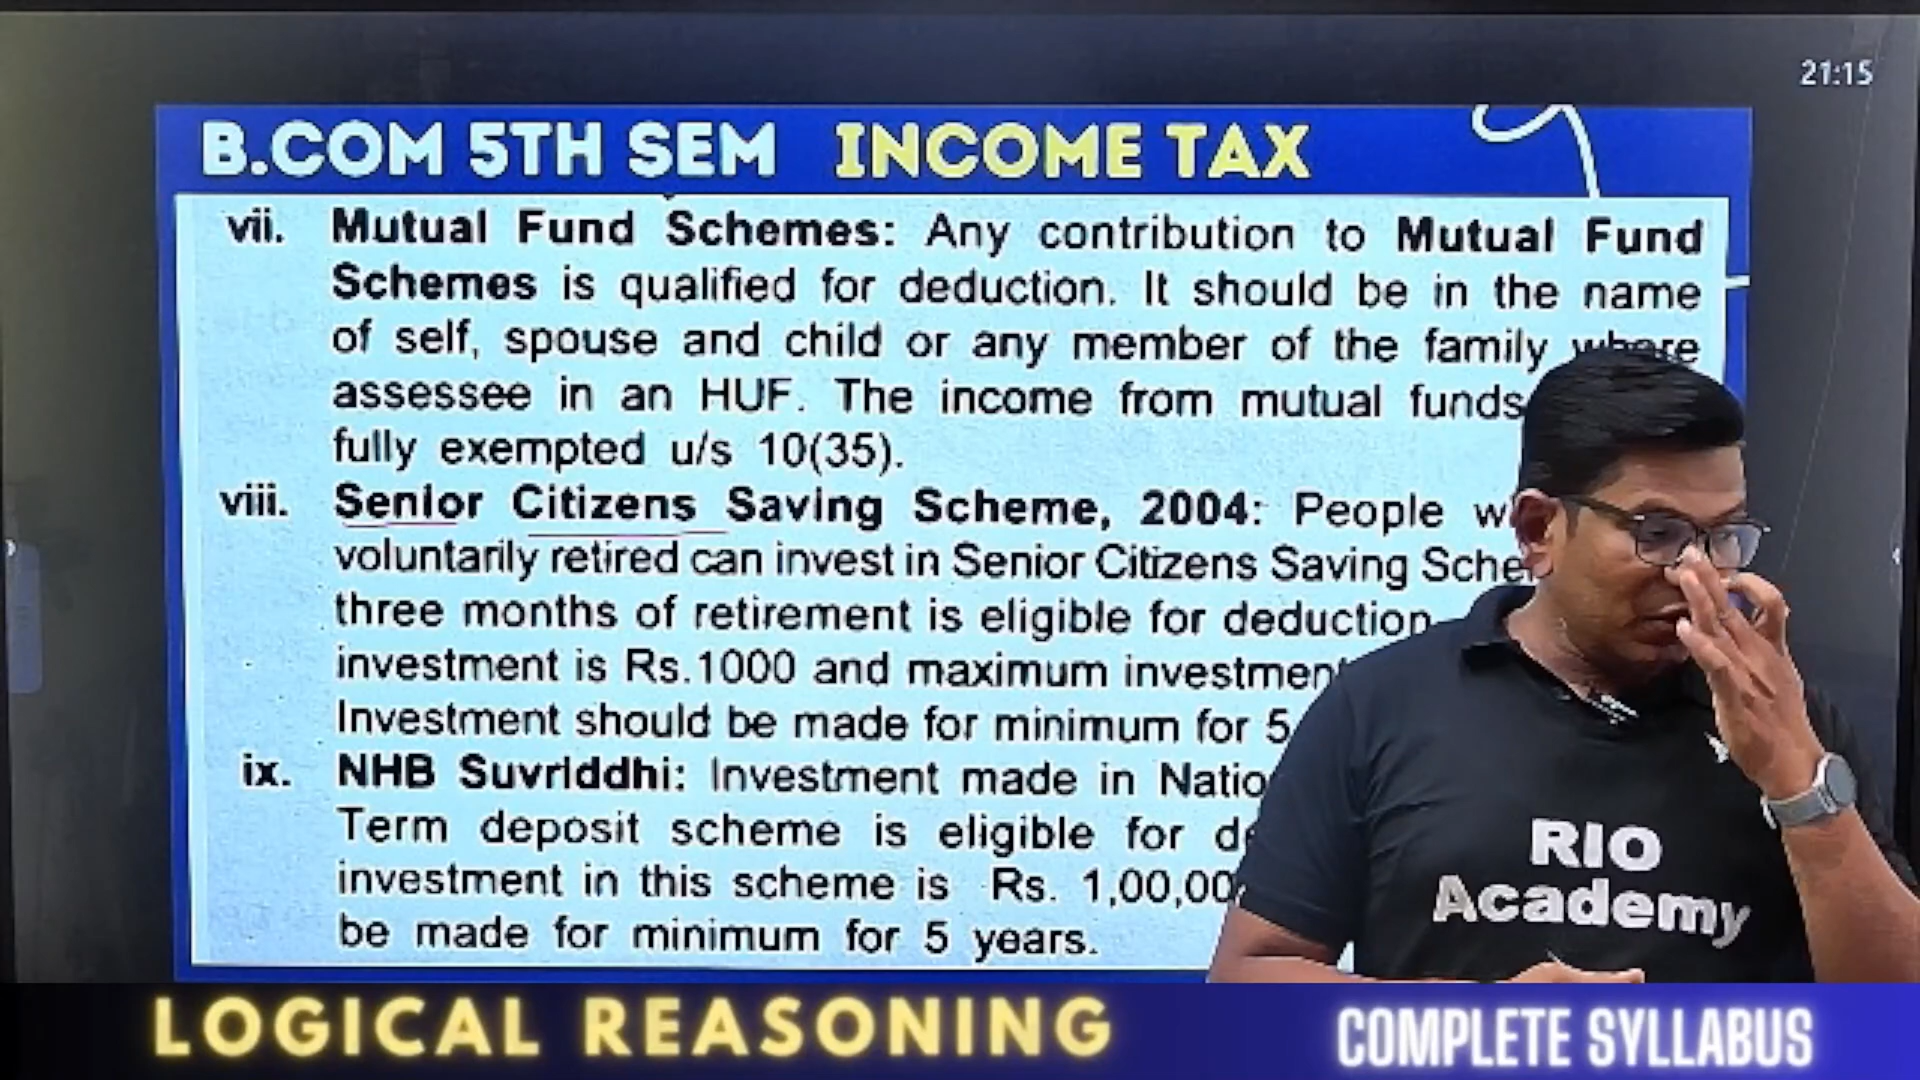 21:15
B.COM 5TH SEM INCOME TAX
vii. Mutual Fund Schemes: Any contribution to Mutual Fund
Schemes is qualified for deduction. It should be in the name
of self, spouse and child or any member of the family where
assessee in an HUF. The income from mutual funds
fully exempted u/s 10(35).
viii. Senior Citizens Saving Scheme, 2004: People
voluntarily retired can invest in Senior Citizens Saving
three months of retirement is eligible for deduction
investment is Rs.1000 and maximum
Investment should be made for minimum for 5
ix. NHB Suvriddhi: Investment made in
Term deposit scheme is eligible for
investment in this scheme is Rs.
be made for minimum for 5 years.
RIO
Academy
LOGICAL REASONING
COMPLETE SYLLABUS